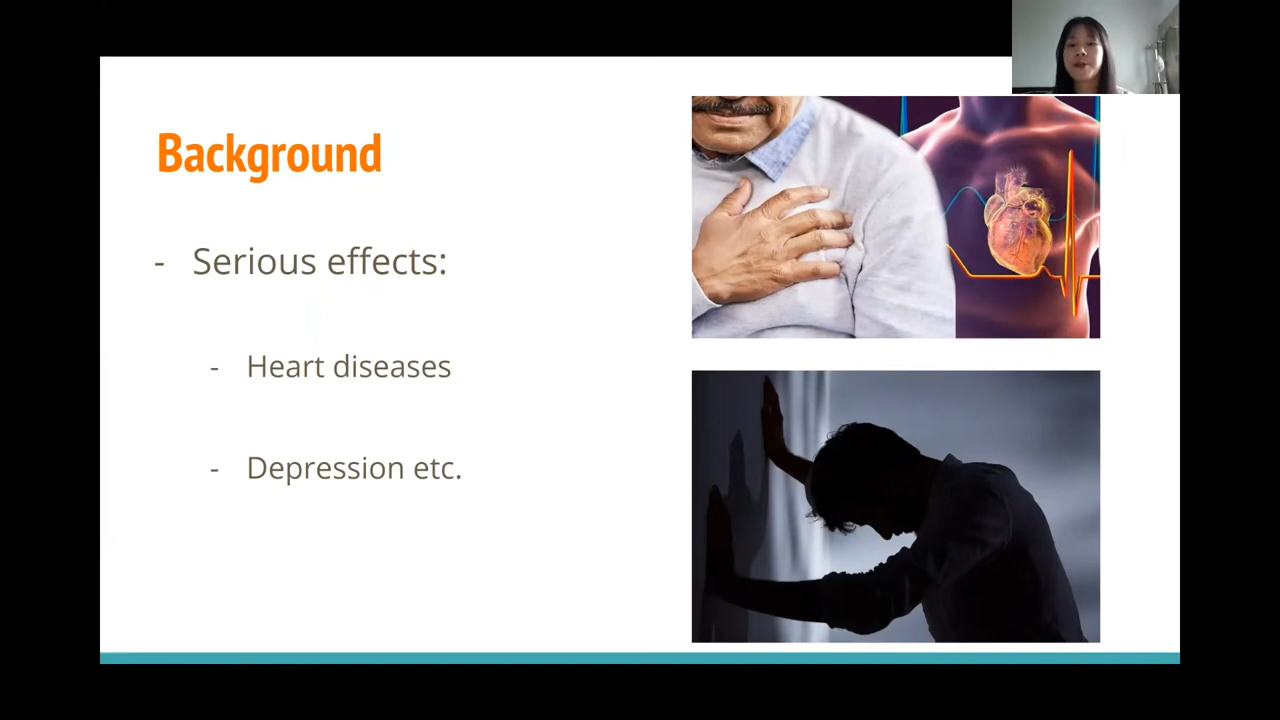 Background
- Serious effects:
- Heart diseases
- Depression etc.